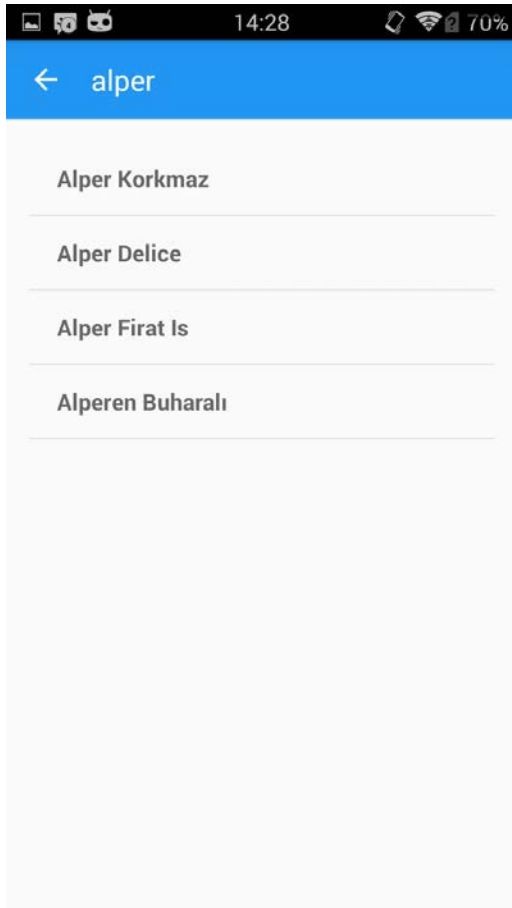 14:28
70%
alper
Alper Korkmaz
Alper Delice
Alper Firat Is
Alperen Buharalı